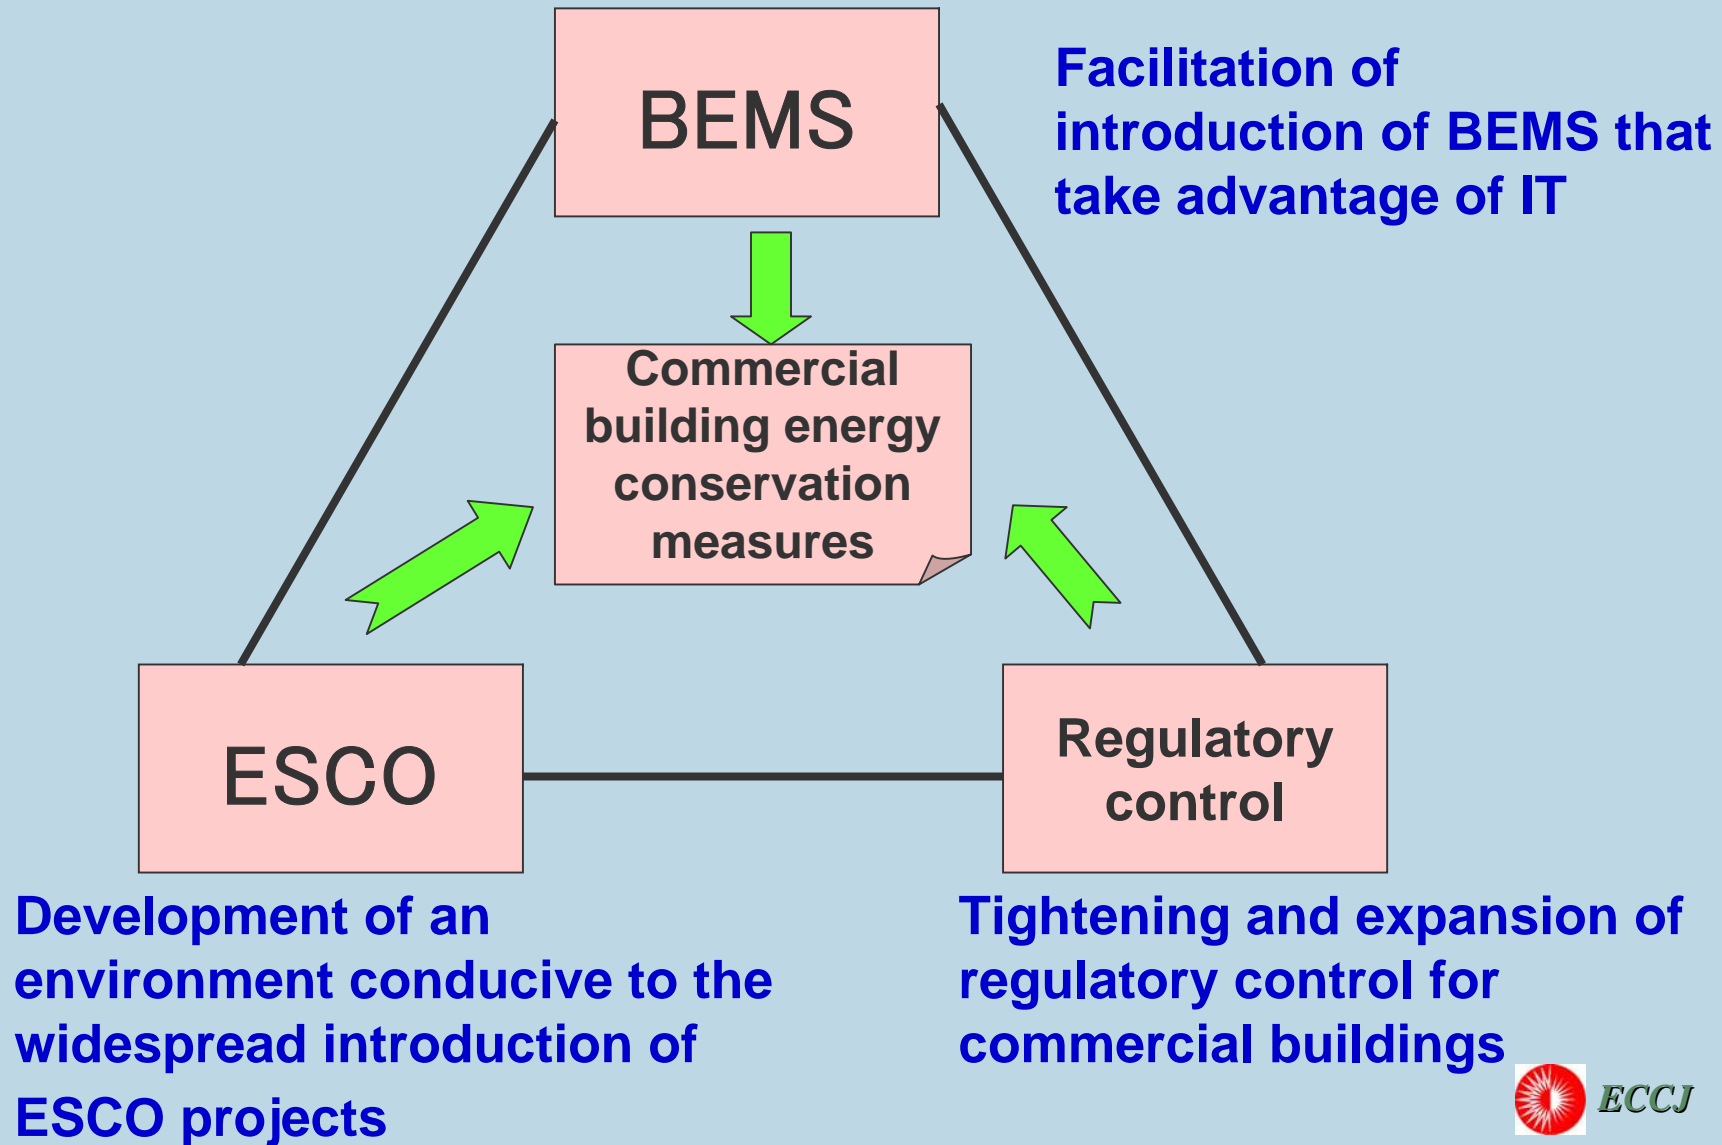 BEMS
Facilitation of
introduction of BEMS that
take advantage of IT
Commercial
building energy
conservation
measures
ESCO
Regulatory
control
Development of an
environment conducive to the
widespread introduction of
ESCO projects
Tightening and expansion of
regulatory control for
commercial buildings
ECCJ